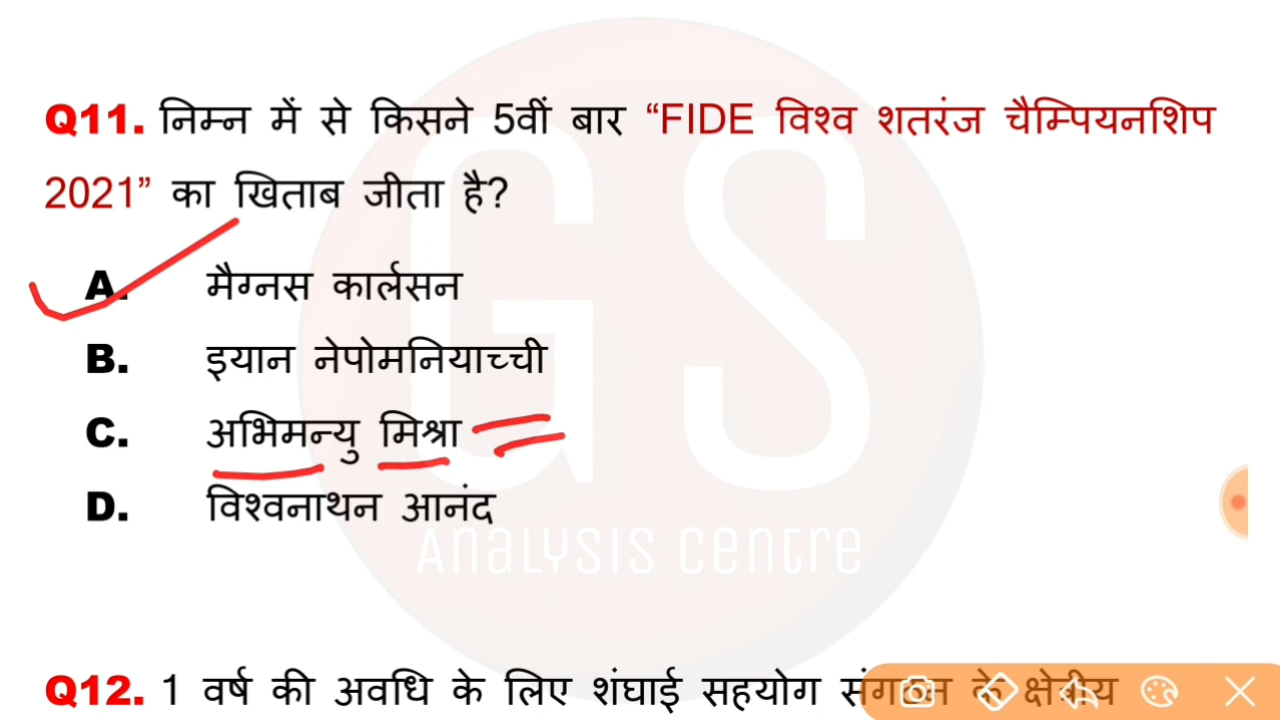 Q11. निम्न में से किसने 5वीं बार “FIDE विश्व शतरंज चैम्पियनशिप
2021” का खिताब जीता है?
A. मैग्नस कार्लसन
B. इयान नेपोमनियाच्ची
C. अभिमन्यु मिश्रा
D. विश्वनाथन आनंद
GS
Analysis Centre
Q12. 1 वर्ष की अवधि के लिए शंघाई सहयोग संगठन के क्षेत्रीय